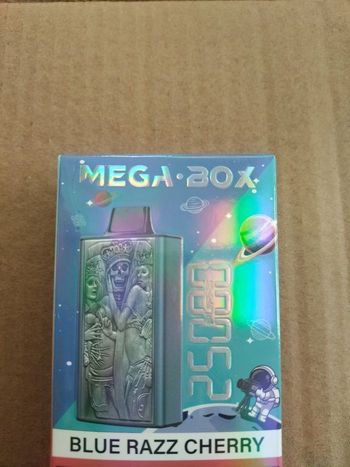 MEGA·BOX
25000
BLUE RAZZ CHERRY